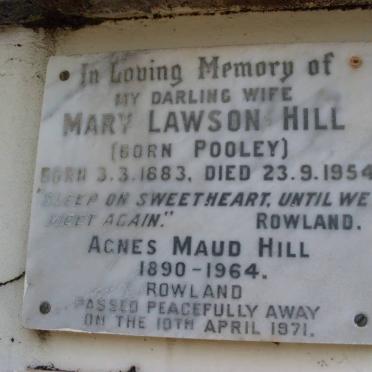 In Loving Memory of
MY DARLING WIFE
MARY LAWSON HILL
(BORN POOLEY)
BORN 3.3.1883, DIED 23.9.1954
"SLEEP ON SWEETHEART, UNTIL WE
MEET AGAIN." ROWLAND.
AGNES MAUD HILL
1890-1964.
ROWLAND
PASSED PEACEFULLY AWAY
ON THE 10TH APRIL 1971.